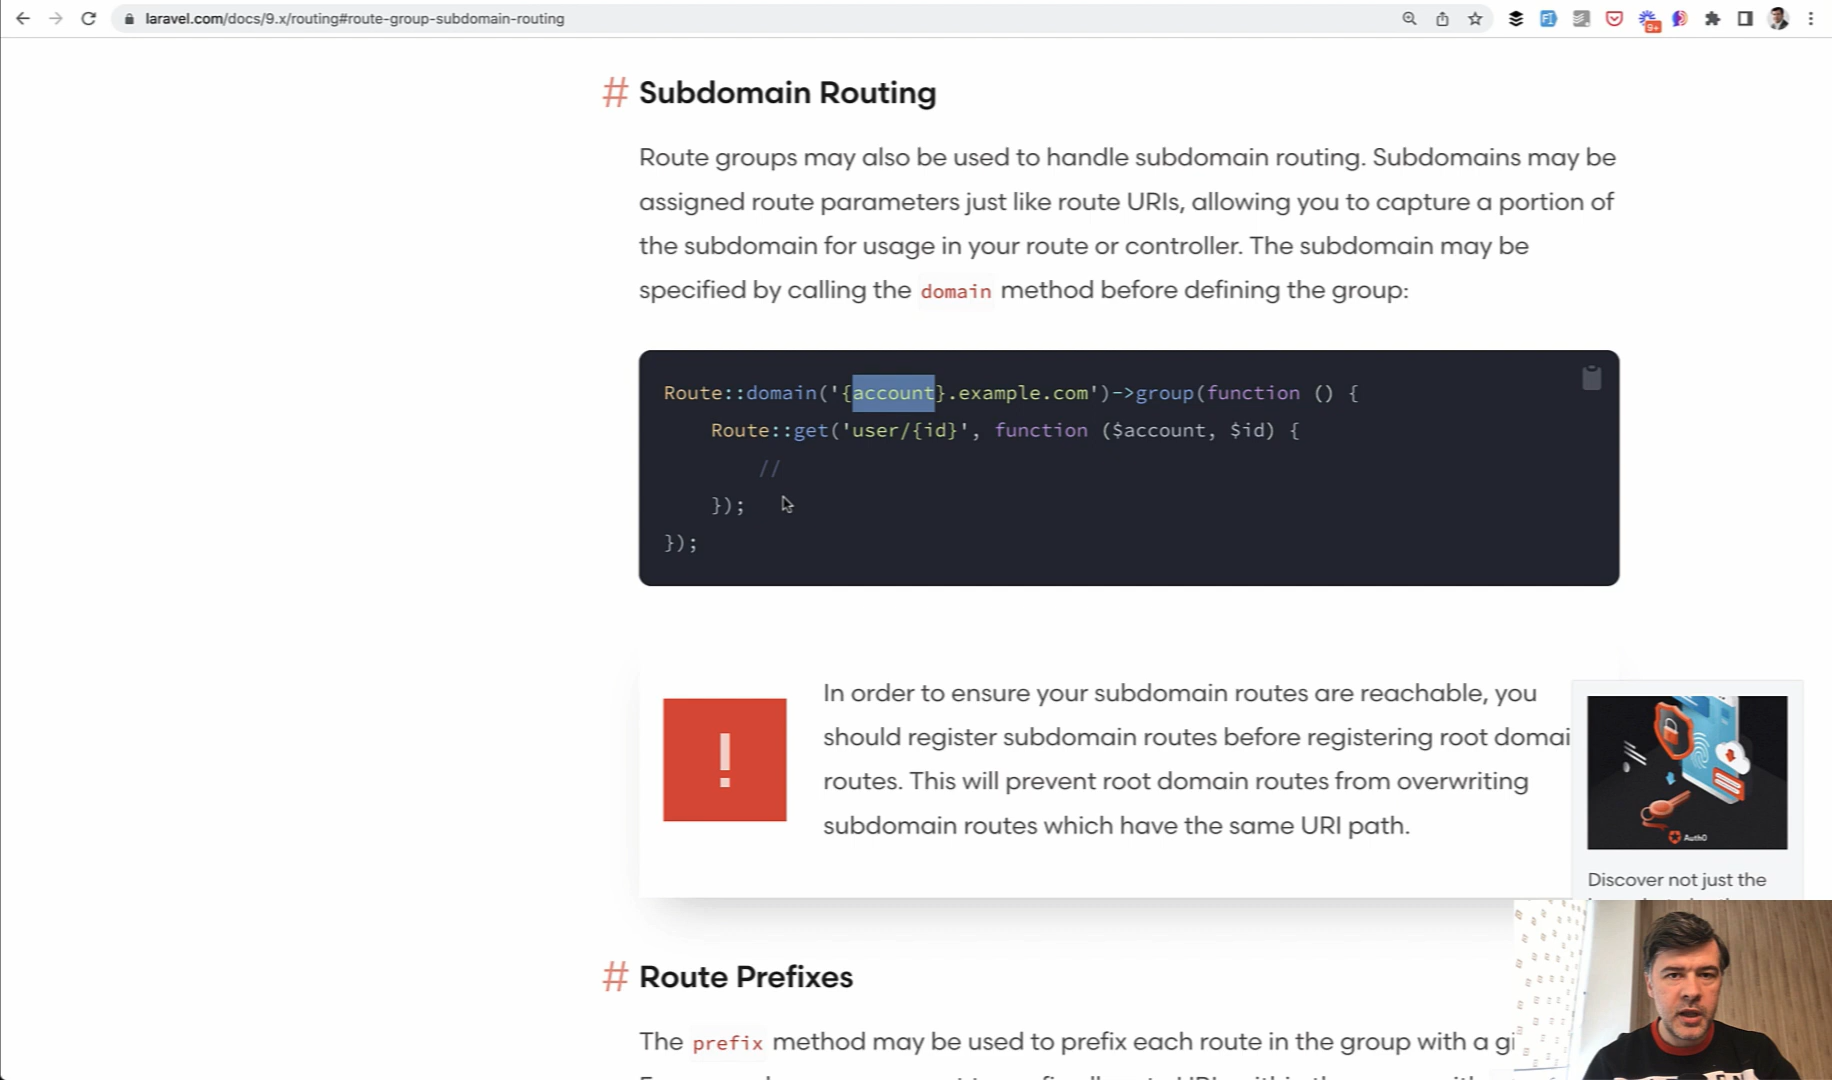 laravel.com/docs/9.x/routing#route-group-subdomain-routing
9+
# Subdomain Routing
Route groups may also be used to handle subdomain routing. Subdomains may be
assigned route parameters just like route URIs, allowing you to capture a portion of
the subdomain for usage in your route or controller. The subdomain may be
specified by calling the domain method before defining the group:
Route::domain('{account}.example.com')->group(function () {
Route::get('user/{id}', function ($account, $id) {
//
});
});
!
In order to ensure your subdomain routes are reachable, you
should register subdomain routes before registering root domai
routes. This will prevent root domain routes from overwriting
subdomain routes which have the same URI path.
Auth0
Discover not just the
# Route Prefixes
The prefix method may be used to prefix each route in the group with a gi